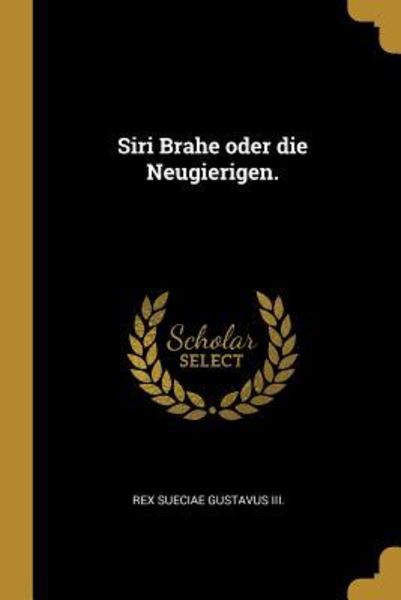 Siri Brahe oder die
Neugierigen.
Scholar
SELECT
REX SUECIAE GUSTAVUS III.